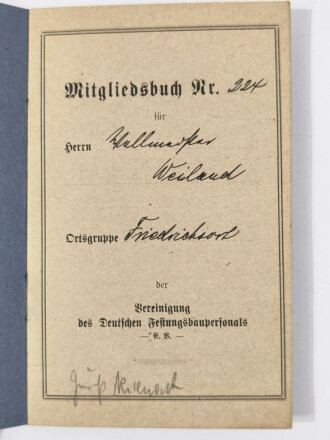 Mitgliedsbuch Nr. 224
für
Herrn Wallmeister
Weiland
Ortsgruppe Friedrichsort
der
Vereinigung
des Deutschen Festungsbaupersonals
— E. V. —